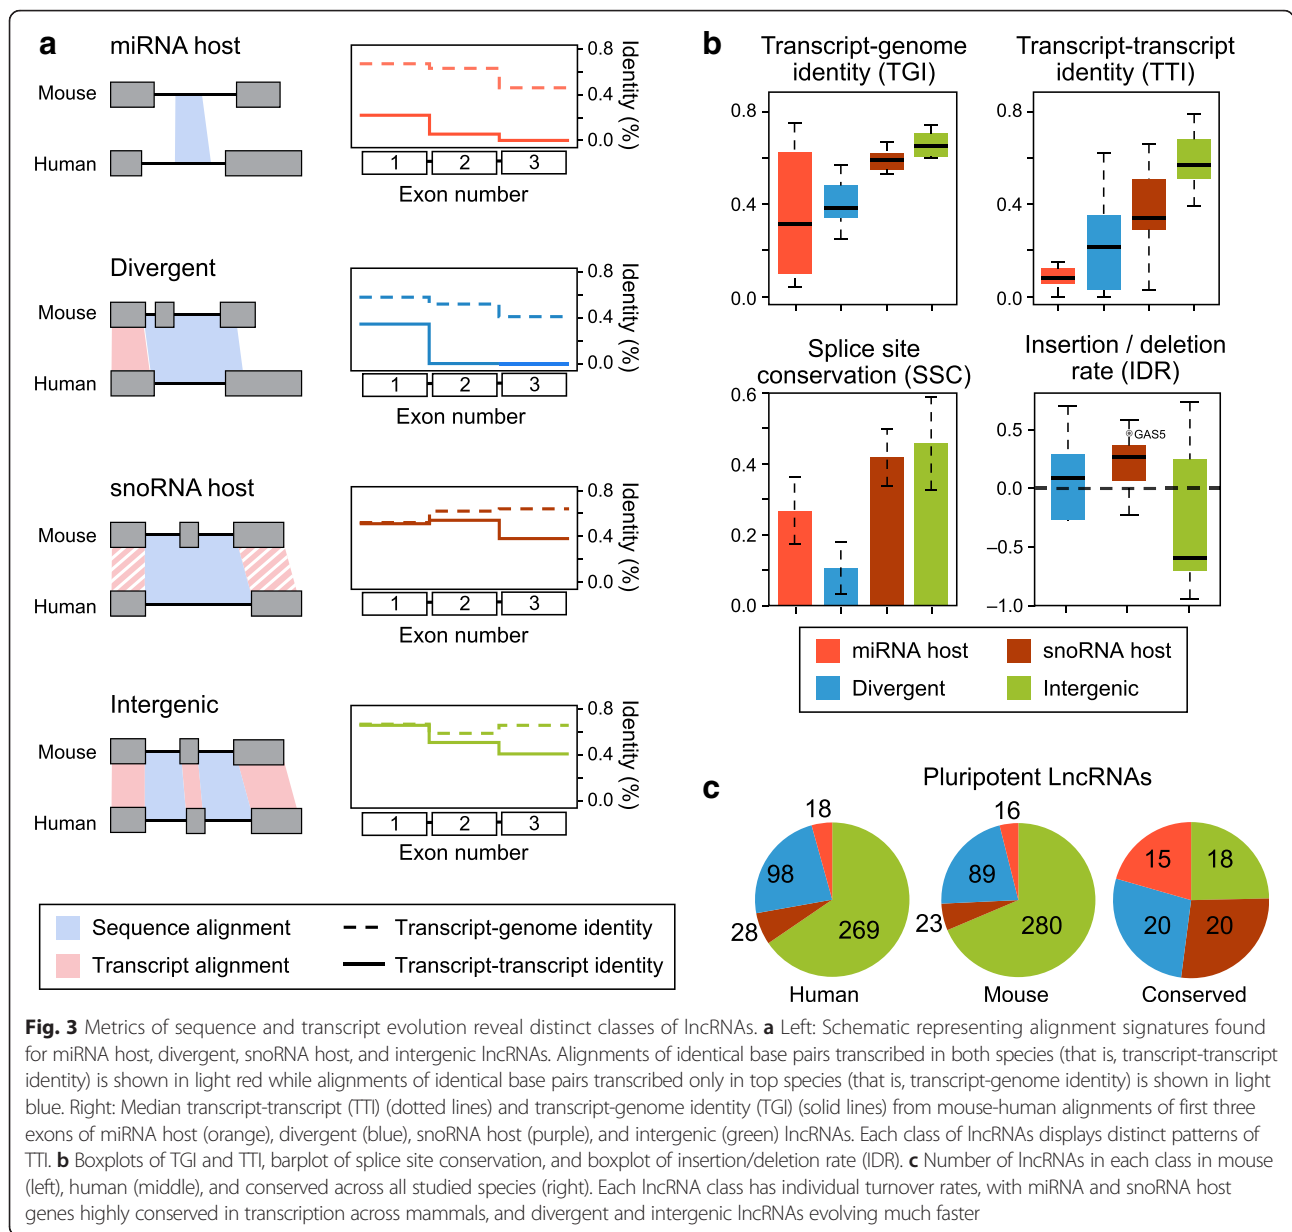 a
miRNA host
Mouse
Human
0.8
0.4
0.0
Identity (%)
1 2 3
Exon number
Divergent
Mouse
Human
0.8
0.4
0.0
Identity (%)
1 2 3
Exon number
snoRNA host
Mouse
Human
0.8
0.4
0.0
Identity (%)
1 2 3
Exon number
Intergenic
Mouse
Human
0.8
0.4
0.0
Identity (%)
1 2 3
Exon number
Sequence alignment
Transcript alignment
Transcript-genome identity
Transcript-transcript identity
b
Transcript-genome
identity (TGI)
0.8
0.4
0.0
Transcript-transcript
identity (TTI)
0.8
0.4
0.0
Splice site
conservation (SSC)
0.6
0.4
0.2
0.0
Insertion / deletion
rate (IDR)
0.5
0.0
–0.5
–1.0
GAS5
miRNA host
snoRNA host
Divergent
Intergenic
c
Pluripotent LncRNAs
18
98
28
269
Human
16
89
23
280
Mouse
15
18
20
20
Conserved
Fig. 3 Metrics of sequence and transcript evolution reveal distinct classes of lncRNAs. a Left: Schematic representing alignment signatures found
for miRNA host, divergent, snoRNA host, and intergenic lncRNAs. Alignments of identical base pairs transcribed in both species (that is, transcript-transcript
identity) is shown in light red while alignments of identical base pairs transcribed only in top species (that is, transcript-genome identity) is shown in light
blue. Right: Median transcript-transcript (TTI) (dotted lines) and transcript-genome identity (TGI) (solid lines) from mouse-human alignments of first three
exons of miRNA host (orange), divergent (blue), snoRNA host (purple), and intergenic (green) lncRNAs. Each class of lncRNAs displays distinct patterns of
TTI. b Boxplots of TGI and TTI, barplot of splice site conservation, and boxplot of insertion/deletion rate (IDR). c Number of lncRNAs in each class in mouse
(left), human (middle), and conserved across all studied species (right). Each lncRNA class has individual turnover rates, with miRNA and snoRNA host
genes highly conserved in transcription across mammals, and divergent and intergenic lncRNAs evolving much faster